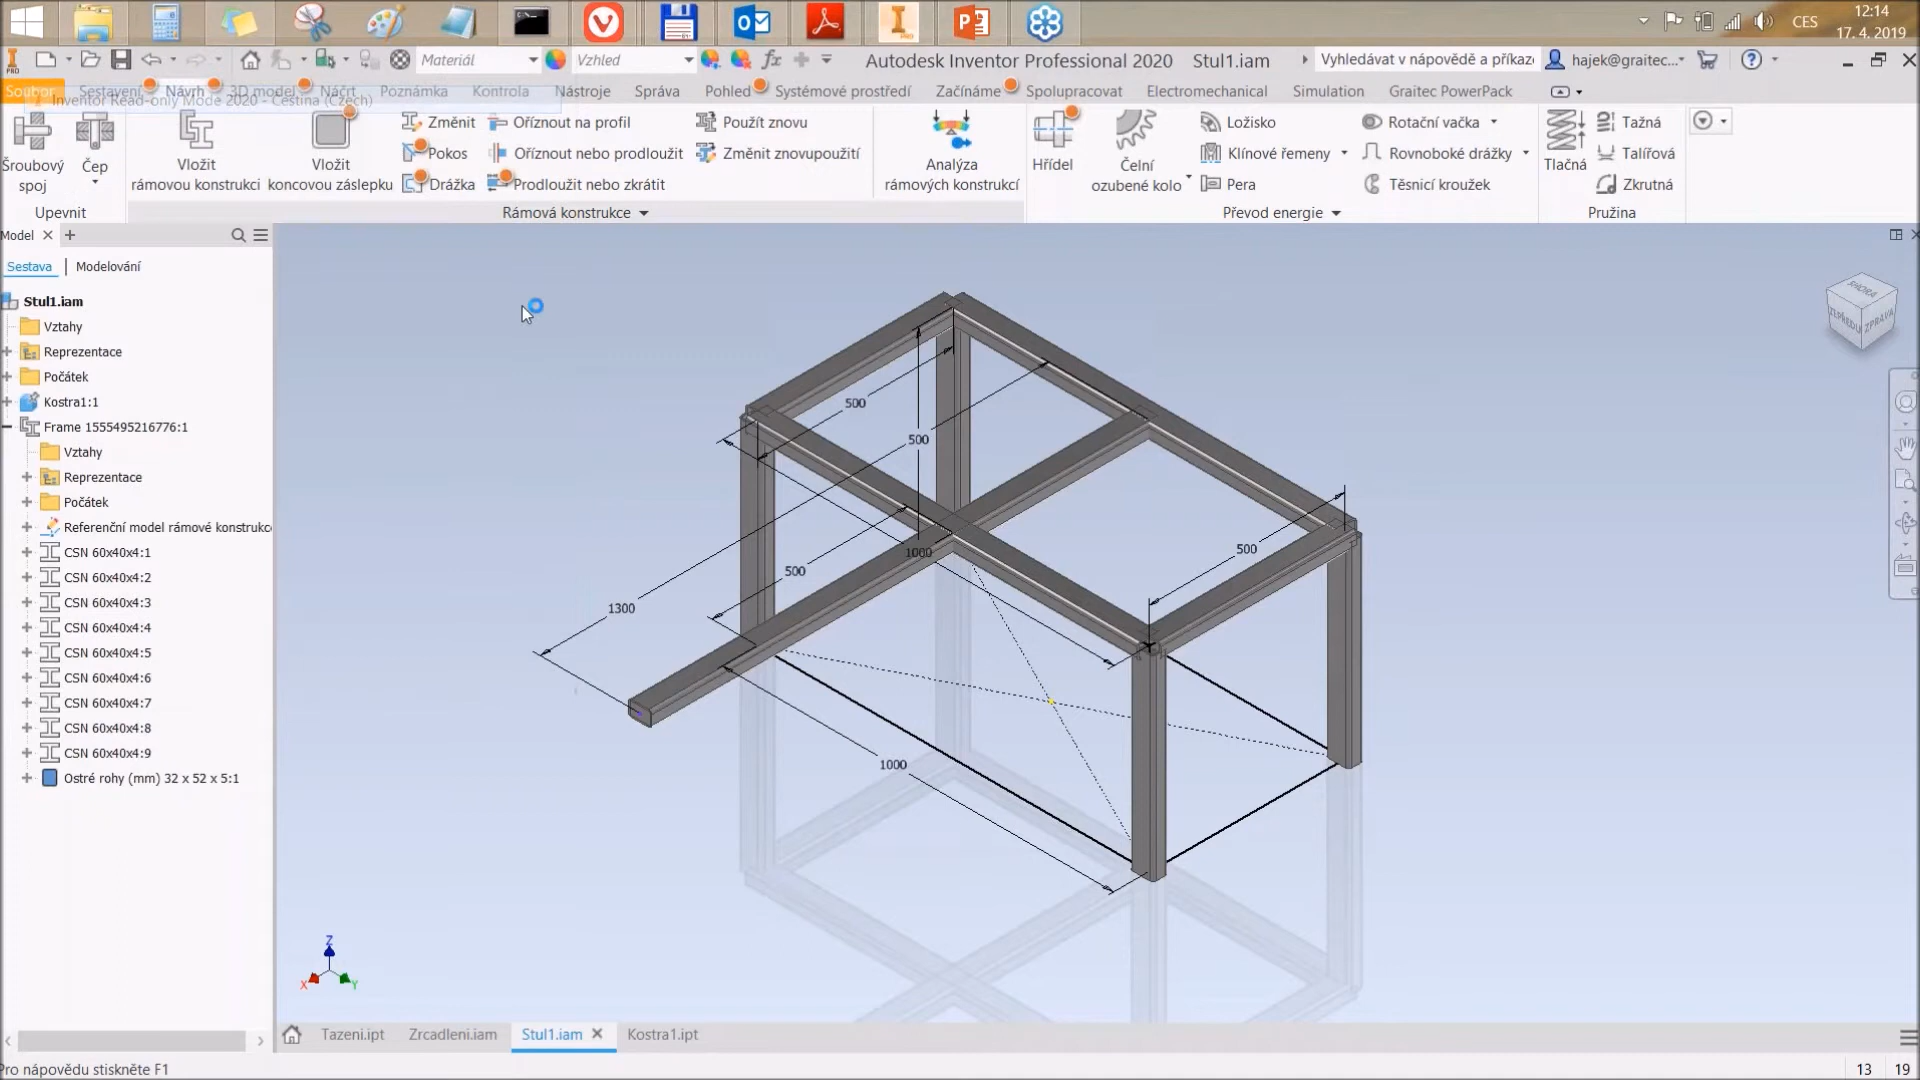 CES
12:14
17. 4. 2019
PRO
Materiál
Vzhled
Autodesk Inventor Professional 2020 Stul1.iam
Vyhledávat v nápovědě a příkaze
hajek@graitec...
Soubor
Sestavení
Návrh
3D model
Náčrt
Poznámka
Kontrola
Nástroje
Správa
Pohled
Systémové prostředí
Začínáme
Spolupracovat
Electromechanical
Simulation
Graitec PowerPack
Inventor Read-only Mode 2020 - Čeština (Czech)
Šroubový
spoj
Čep
Upevnit
Vložit
rámovou konstrukci
Vložit
koncovou záslepku
Změnit
Pokos
Drážka
Oříznout na profil
Oříznout nebo prodloužit
Prodloužit nebo zkrátit
Použít znovu
Změnit znovupoužití
Rámová konstrukce
Analýza
rámových konstrukcí
Hřídel
Čelní
ozubené kolo
Ložisko
Klínové řemeny
Pera
Rotační vačka
Rovnoboké drážky
Těsnicí kroužek
Převod energie
Tlačná
Tažná
Talířová
Zkrutná
Pružina
Model
Sestava
Modelování
Stul1.iam
Vztahy
Reprezentace
Počátek
Kostra1:1
Frame 1555495216776:1
Vztahy
Reprezentace
Počátek
Referenční model rámové konstrukc
CSN 60x40x4:1
CSN 60x40x4:2
CSN 60x40x4:3
CSN 60x40x4:4
CSN 60x40x4:5
CSN 60x40x4:6
CSN 60x40x4:7
CSN 60x40x4:8
CSN 60x40x4:9
Ostré rohy (mm) 32 x 52 x 5:1
SHORA
ZEPŘEDU
ZPRAVA
500
500
1000
500
500
1300
1000
Z
X
Y
Tazeni.ipt
Zrcadleni.iam
Stul1.iam
Kostra1.ipt
Pro nápovědu stiskněte F1
13
19